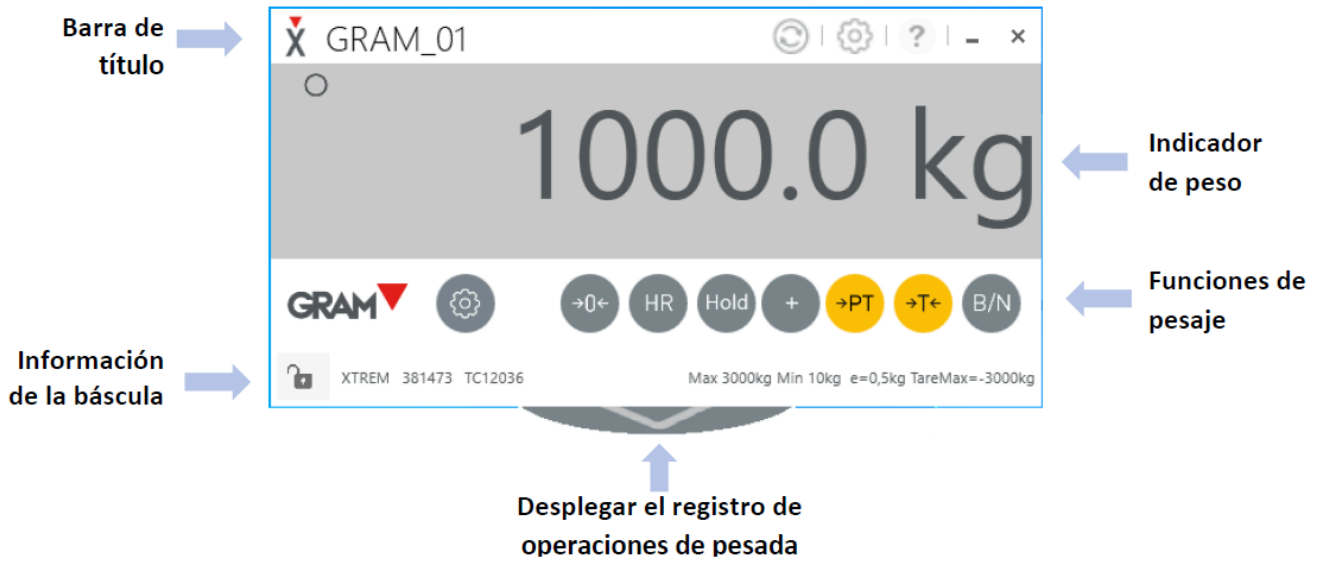 Barra de
título
X GRAM_01
?
1000.0 kg
Indicador
de peso
GRAM
→0← HR Hold + →PT →T← B/N
Funciones de
pesaje
Información
de la báscula
XTREM 381473 TC12036
Max 3000kg Min 10kg e=0,5kg TareMax=-3000kg
Desplegar el registro de
operaciones de pesada